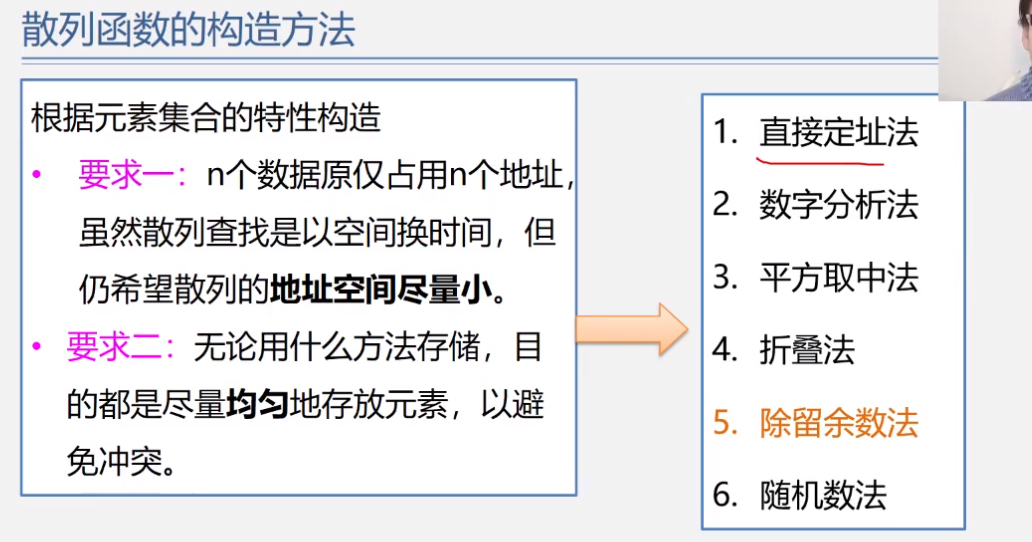 散列函数的构造方法
根据元素集合的特性构造
• 要求一：n个数据原仅占用n个地址，
虽然散列查找是以空间换时间，但
仍希望散列的地址空间尽量小。
• 要求二：无论用什么方法存储，目
的都是尽量均匀地存放元素，以避
免冲突。
1. 直接定址法
2. 数字分析法
3. 平方取中法
4. 折叠法
5. 除留余数法
6. 随机数法